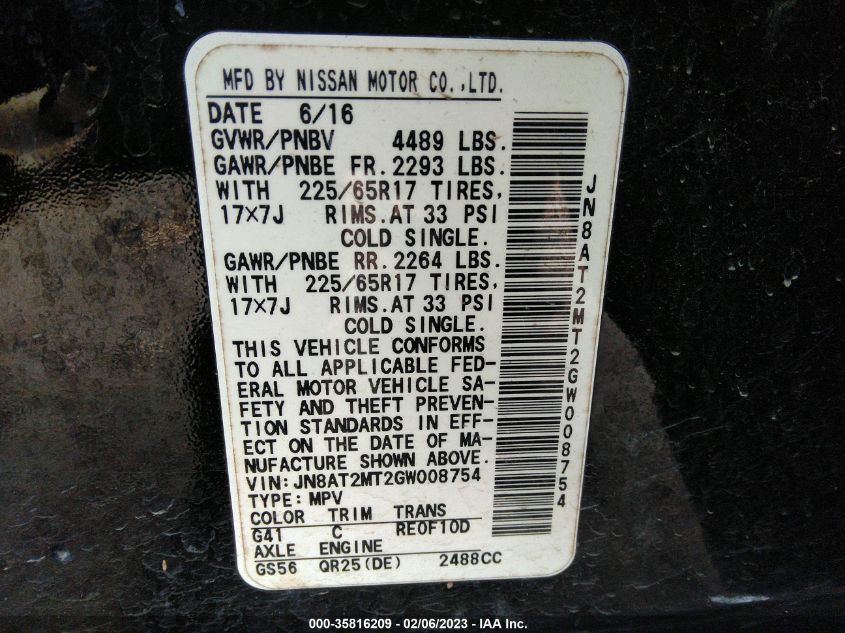 MFD BY NISSAN MOTOR CO.,LTD.
DATE 6/16
GVWR/PNBV 4489 LBS.
GAWR/PNBE FR. 2293 LBS.
WITH 225/65R17 TIRES,
17×7J RIMS.AT 33 PSI
COLD SINGLE.
GAWR/PNBE RR. 2264 LBS.
WITH 225/65R17 TIRES,
17×7J RIMS.AT 33 PSI
COLD SINGLE.
THIS VEHICLE CONFORMS
TO ALL APPLICABLE FED-
ERAL MOTOR VEHICLE SA-
FETY AND THEFT PREVEN-
TION STANDARDS IN EFF-
ECT ON THE DATE OF MA-
NUFACTURE SHOWN ABOVE.
VIN:JN8AT2MT2GW008754
TYPE:MPV
COLOR TRIM TRANS
G41 C RE0F10D
AXLE ENGINE
GS56 QR25(DE) 2488CC
JN8AT2MT2GW008754
000-35816209 - 02/06/2023 - IAA Inc.